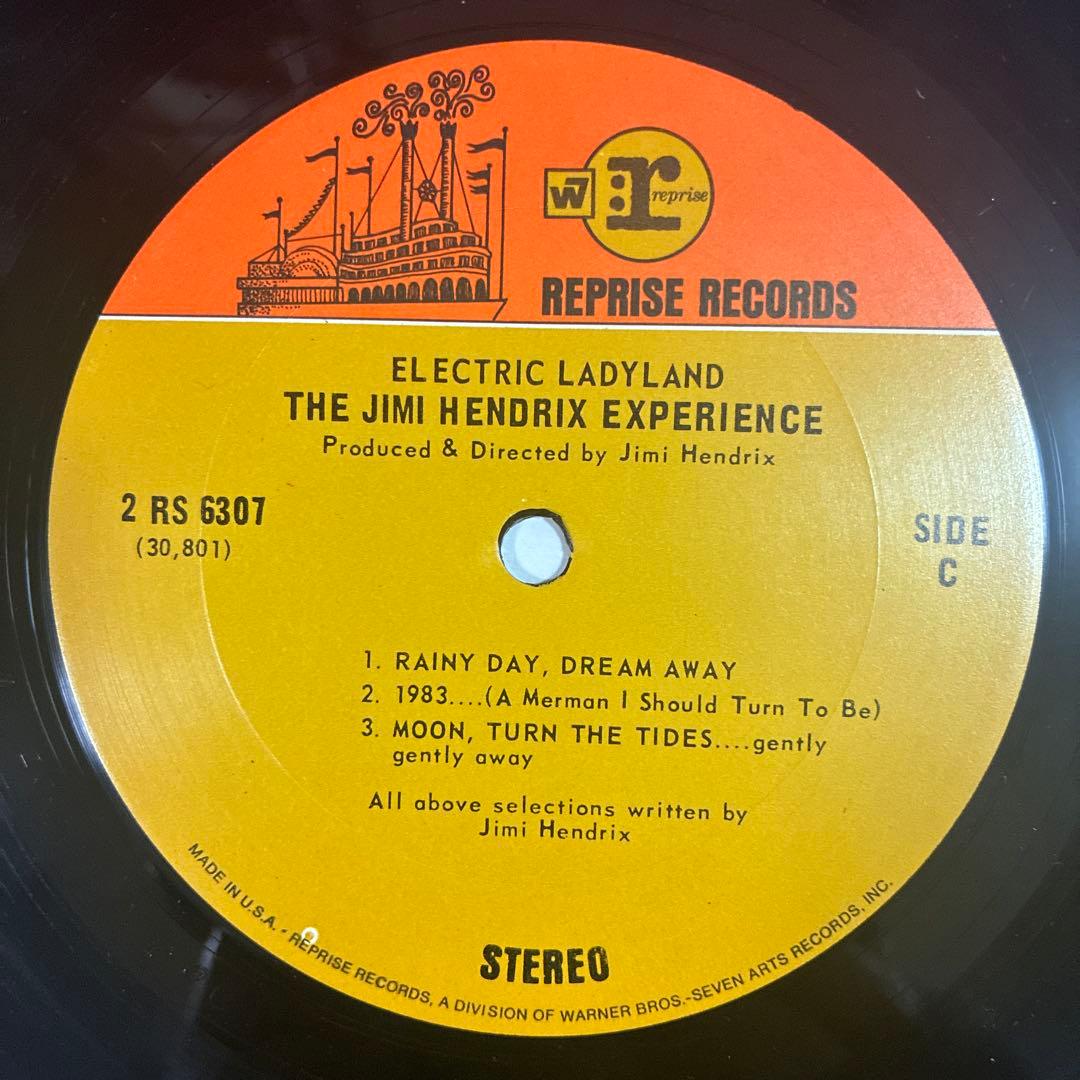 W7 r: reprise
REPRISE RECORDS
ELECTRIC LADYLAND
THE JIMI HENDRIX EXPERIENCE
Produced & Directed by Jimi Hendrix
2 RS 6307
(30,801)
SIDE
C
1. RAINY DAY, DREAM AWAY
2. 1983....(A Merman I Should Turn To Be)
3. MOON, TURN THE TIDES....gently
gently away
All above selections written by
Jimi Hendrix
STEREO
MADE IN U.S.A. - REPRISE RECORDS, A DIVISION OF WARNER BROS.-SEVEN ARTS RECORDS, INC.